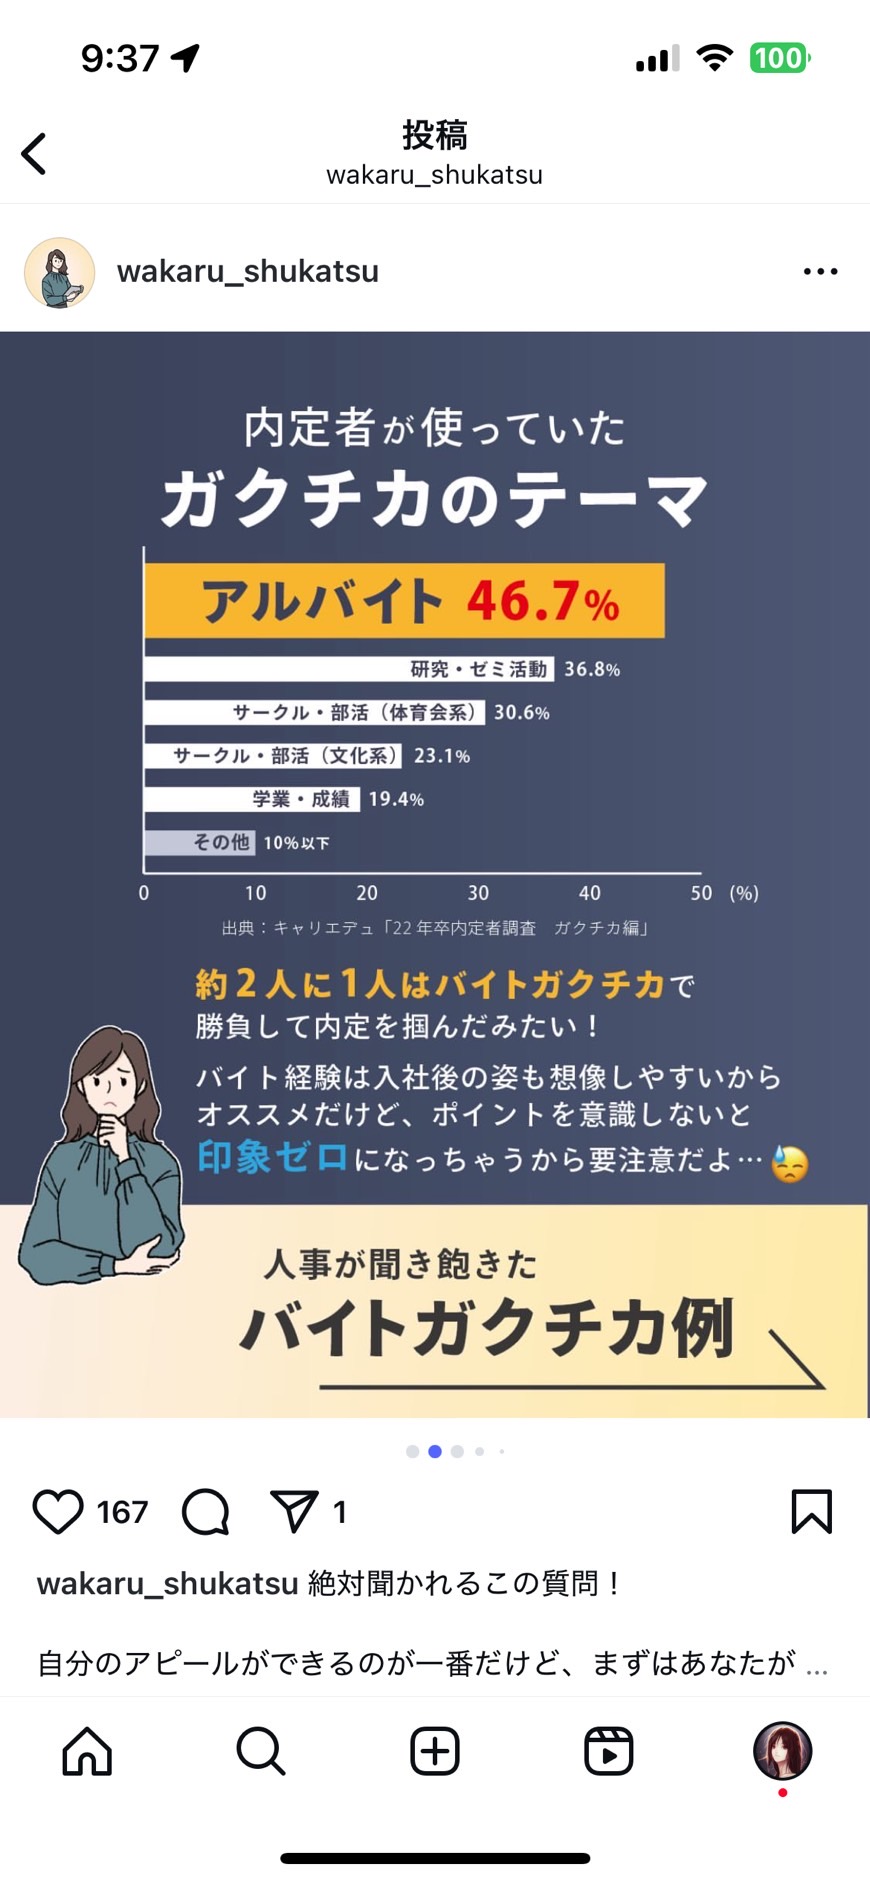 9:37
100
投稿
wakaru_shukatsu
wakaru_shukatsu
内定者が使っていた
ガクチカのテーマ
アルバイト 46.7%
研究・ゼミ活動 36.8%
サークル・部活（体育会系） 30.6%
サークル・部活（文化系） 23.1%
学業・成績 19.4%
その他 10%以下
0 10 20 30 40 50 (%)
出典：キャリエデュ「22年卒内定者調査　ガクチカ編」
約2人に1人はバイトガクチカで
勝負して内定を掴んだみたい！
バイト経験は入社後の姿も想像しやすいから
オススメだけど、ポイントを意識しないと
印象ゼロになっちゃうから要注意だよ…😓
人事が聞き飽きた
バイトガクチカ例
167 1
wakaru_shukatsu 絶対聞かれるこの質問！
自分のアピールができるのが一番だけど、まずはあなたが ...